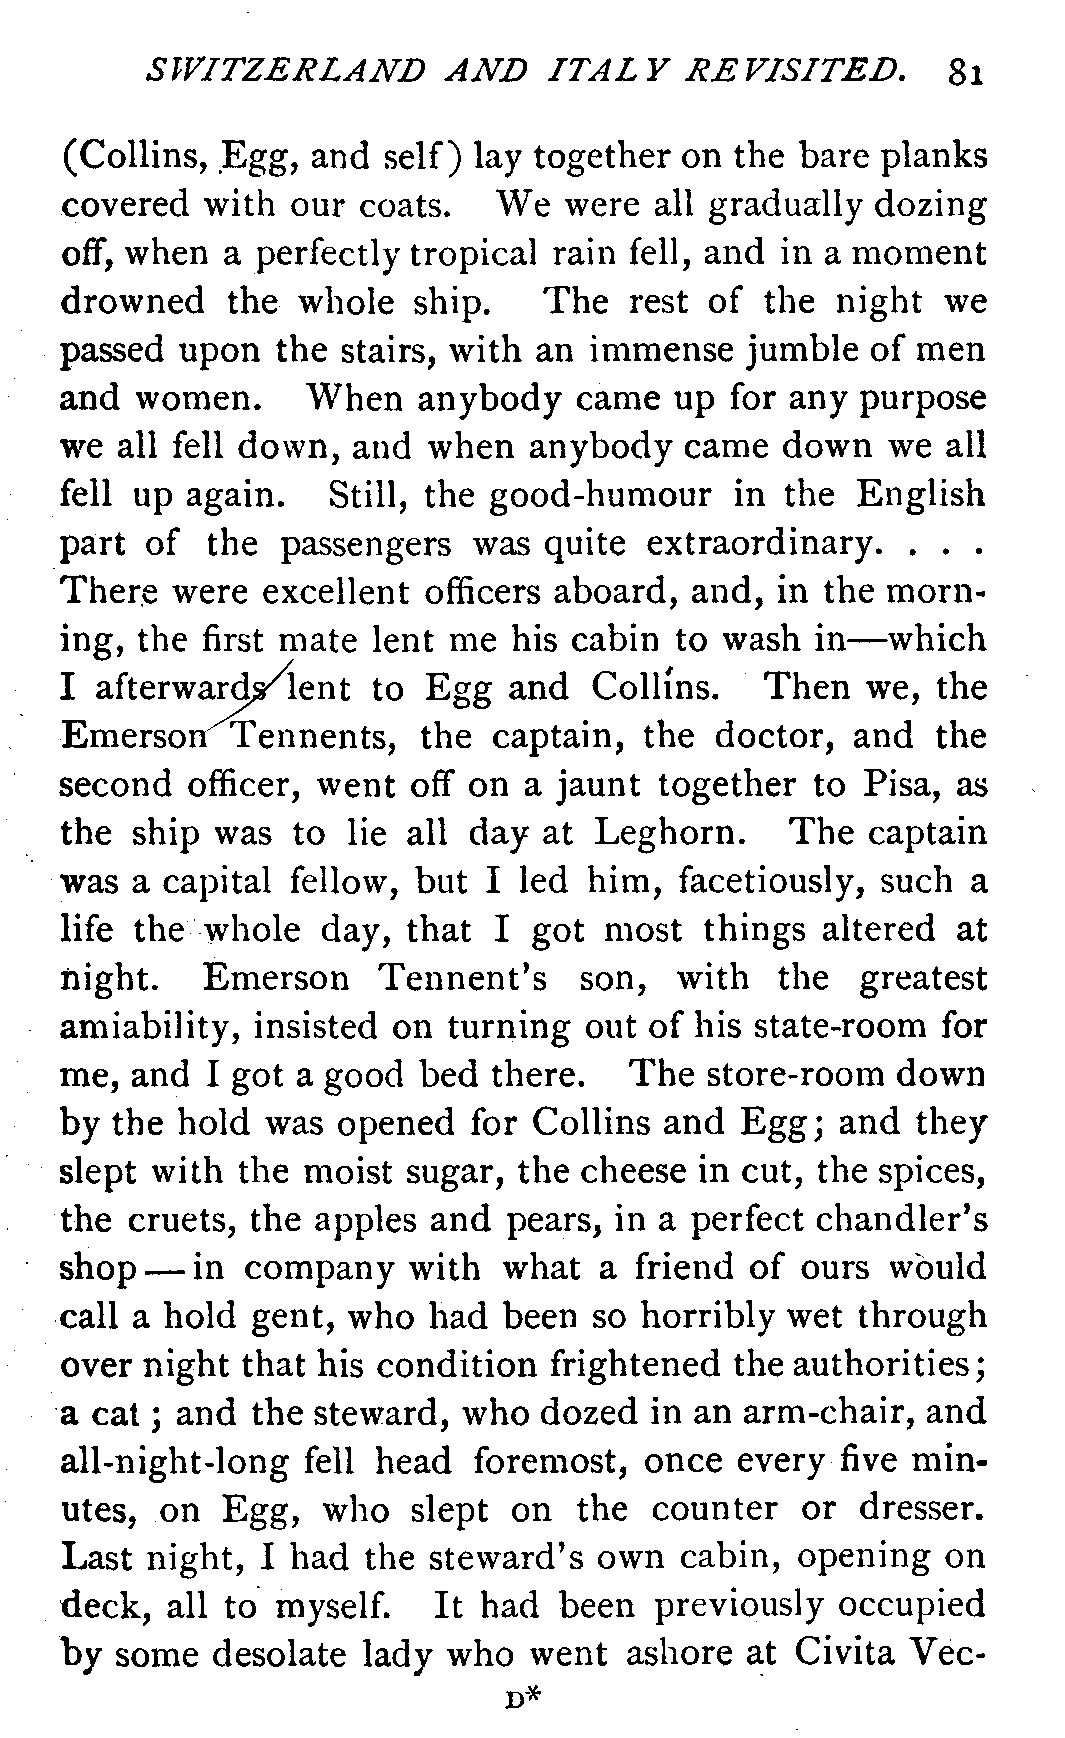 SWITZERLAND AND ITALY REVISITED. 81
(Collins, Egg, and self) lay together on the bare planks
covered with our coats. We were all gradually dozing
off, when a perfectly tropical rain fell, and in a moment
drowned the whole ship. The rest of the night we
passed upon the stairs, with an immense jumble of men
and women. When anybody came up for any purpose
we all fell down, and when anybody came down we all
fell up again. Still, the good-humour in the English
part of the passengers was quite extraordinary. . . .
There were excellent officers aboard, and, in the morn-
ing, the first mate lent me his cabin to wash in—which
I afterwards lent to Egg and Collins. Then we, the
Emerson Tennents, the captain, the doctor, and the
second officer, went off on a jaunt together to Pisa, as
the ship was to lie all day at Leghorn. The captain
was a capital fellow, but I led him, facetiously, such a
life the whole day, that I got most things altered at
night. Emerson Tennent's son, with the greatest
amiability, insisted on turning out of his state-room for
me, and I got a good bed there. The store-room down
by the hold was opened for Collins and Egg; and they
slept with the moist sugar, the cheese in cut, the spices,
the cruets, the apples and pears, in a perfect chandler's
shop — in company with what a friend of ours would
call a hold gent, who had been so horribly wet through
over night that his condition frightened the authorities;
a cat; and the steward, who dozed in an arm-chair, and
all-night-long fell head foremost, once every five min-
utes, on Egg, who slept on the counter or dresser.
Last night, I had the steward's own cabin, opening on
deck, all to myself. It had been previously occupied
by some desolate lady who went ashore at Civita Vec-
D*